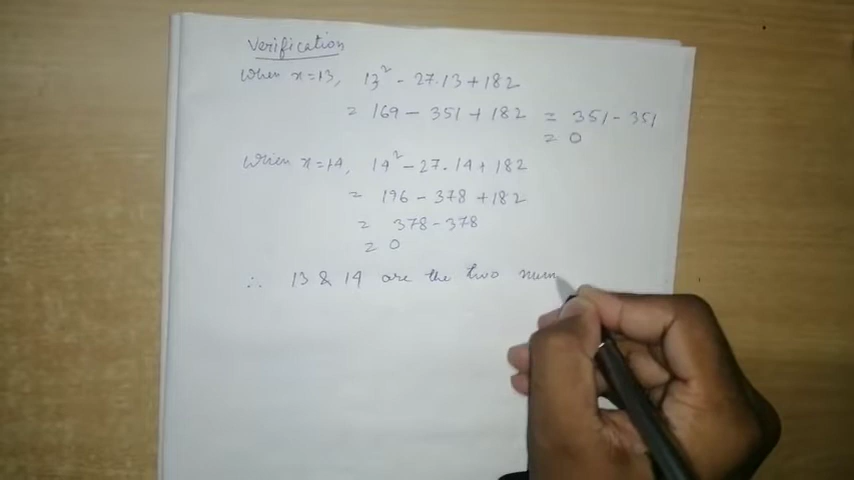 Verification
When x=13, 13² - 27.13 + 182
= 169 - 351 + 182 = 351 - 351
= 0
When x=14, 14² - 27.14 + 182
= 196 - 378 + 182
= 378 - 378
= 0
∴ 13 & 14 are the two num